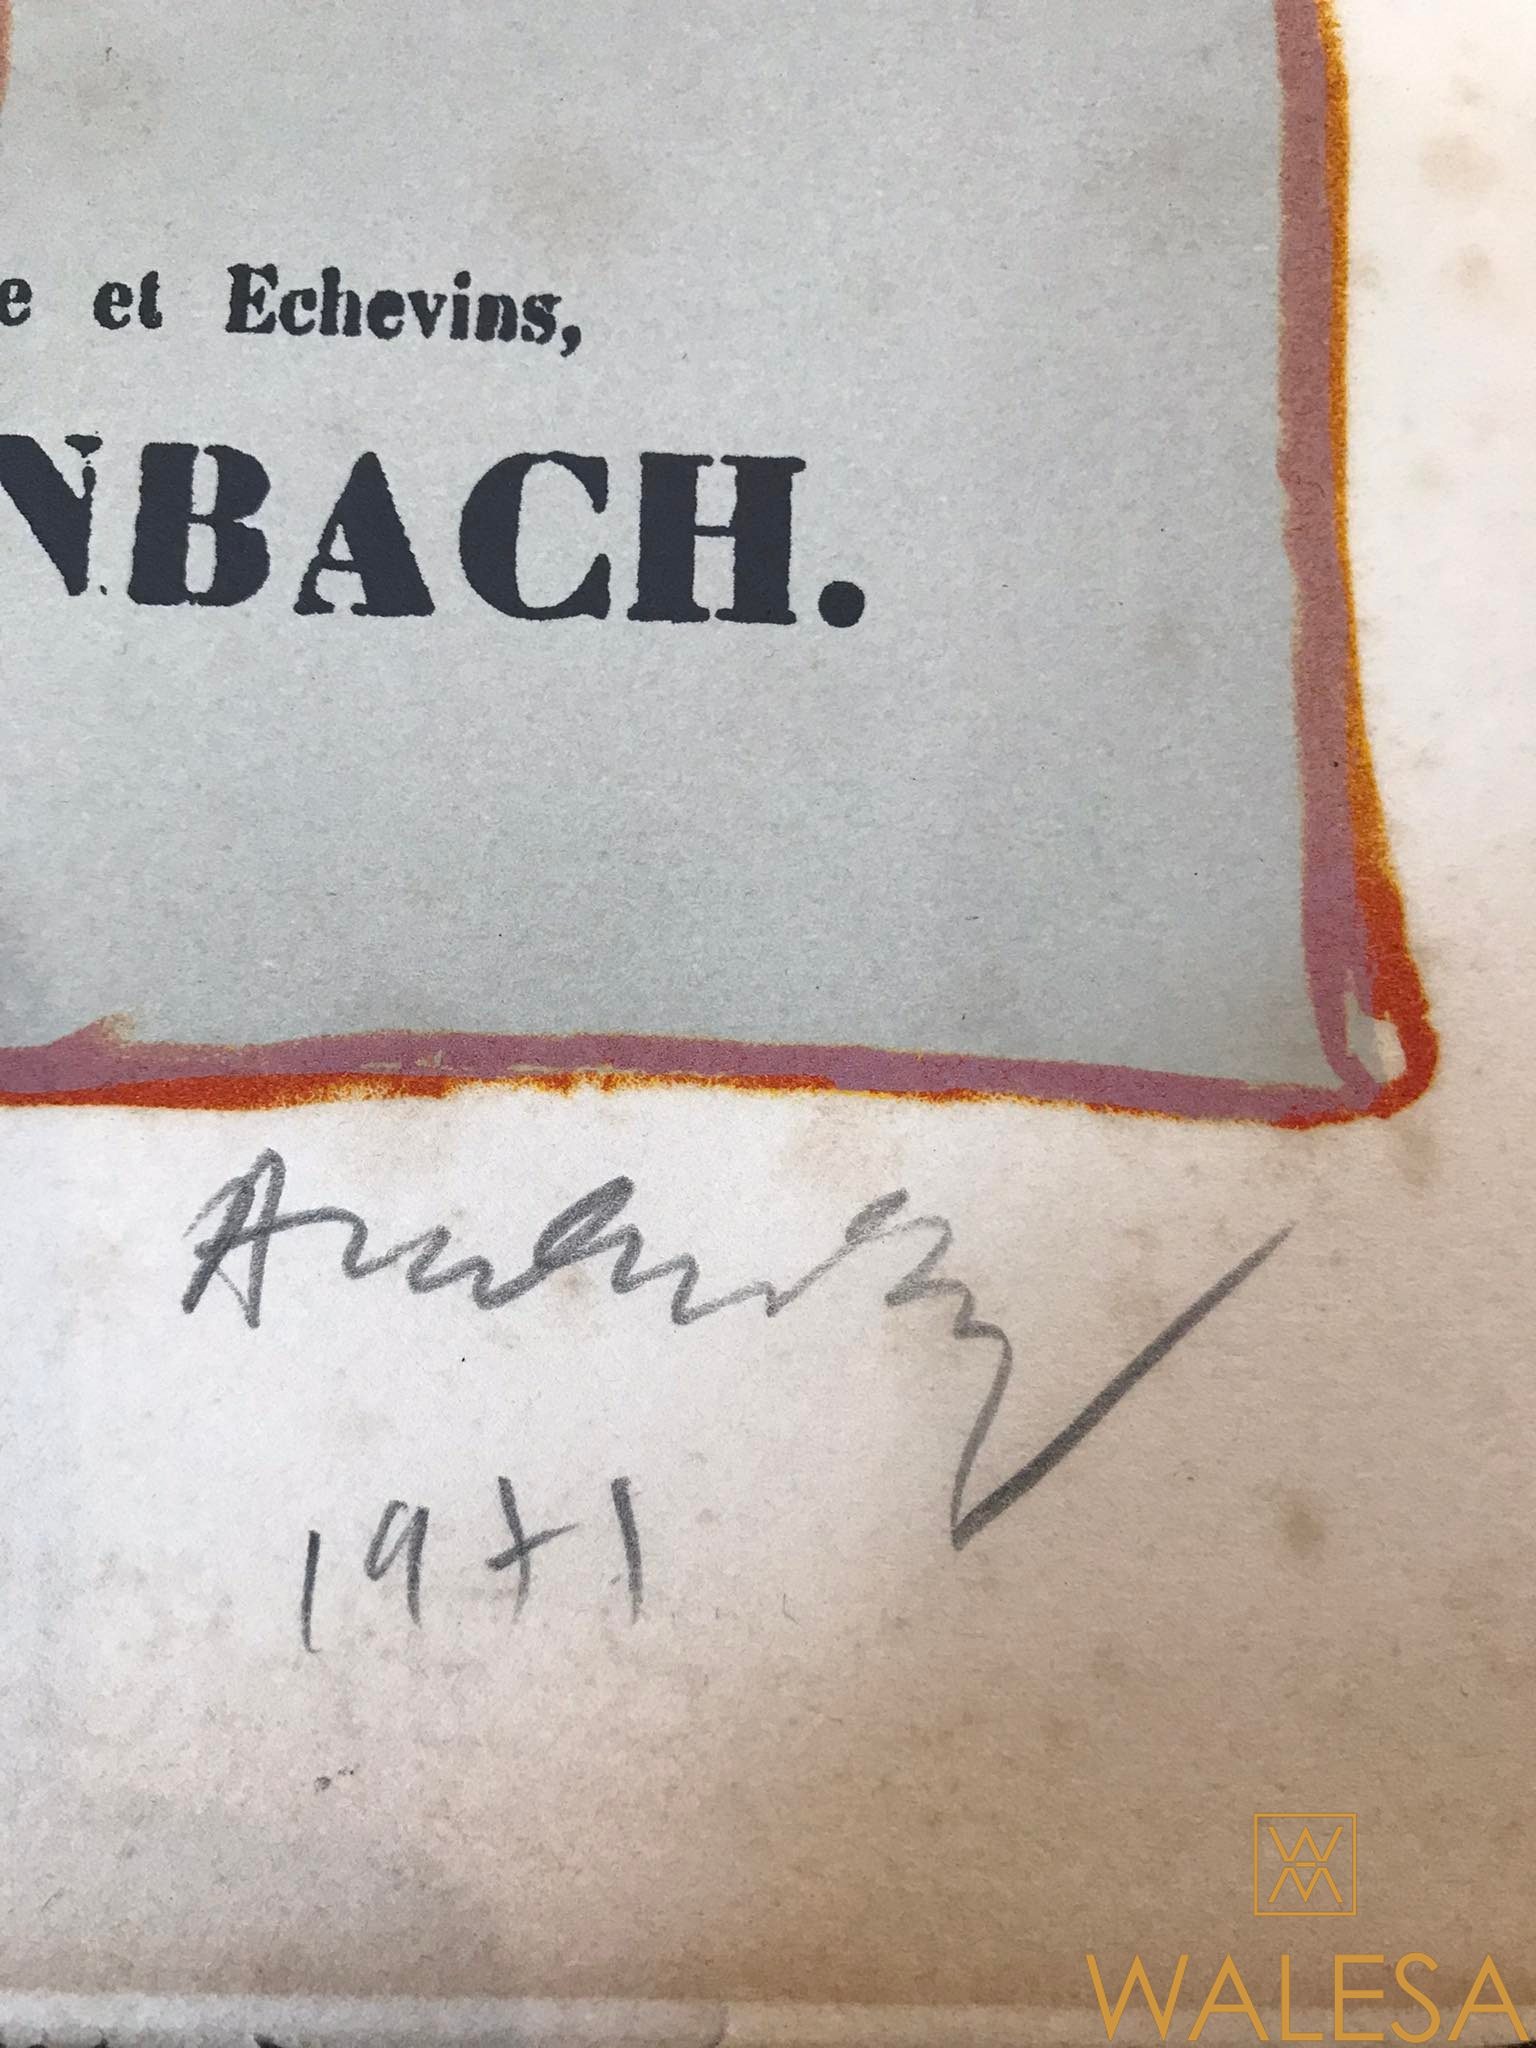 e et Echevins,
NBACH.
1971
WALESA